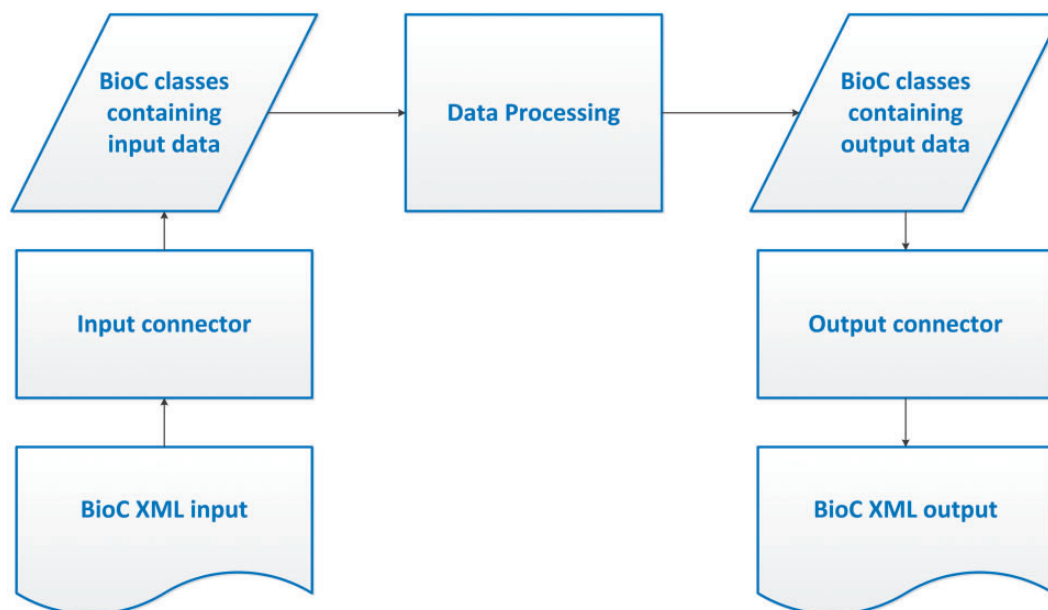 BioC classes
containing
input data
Data Processing
BioC classes
containing
output data
Input connector
Output connector
BioC XML input
BioC XML output